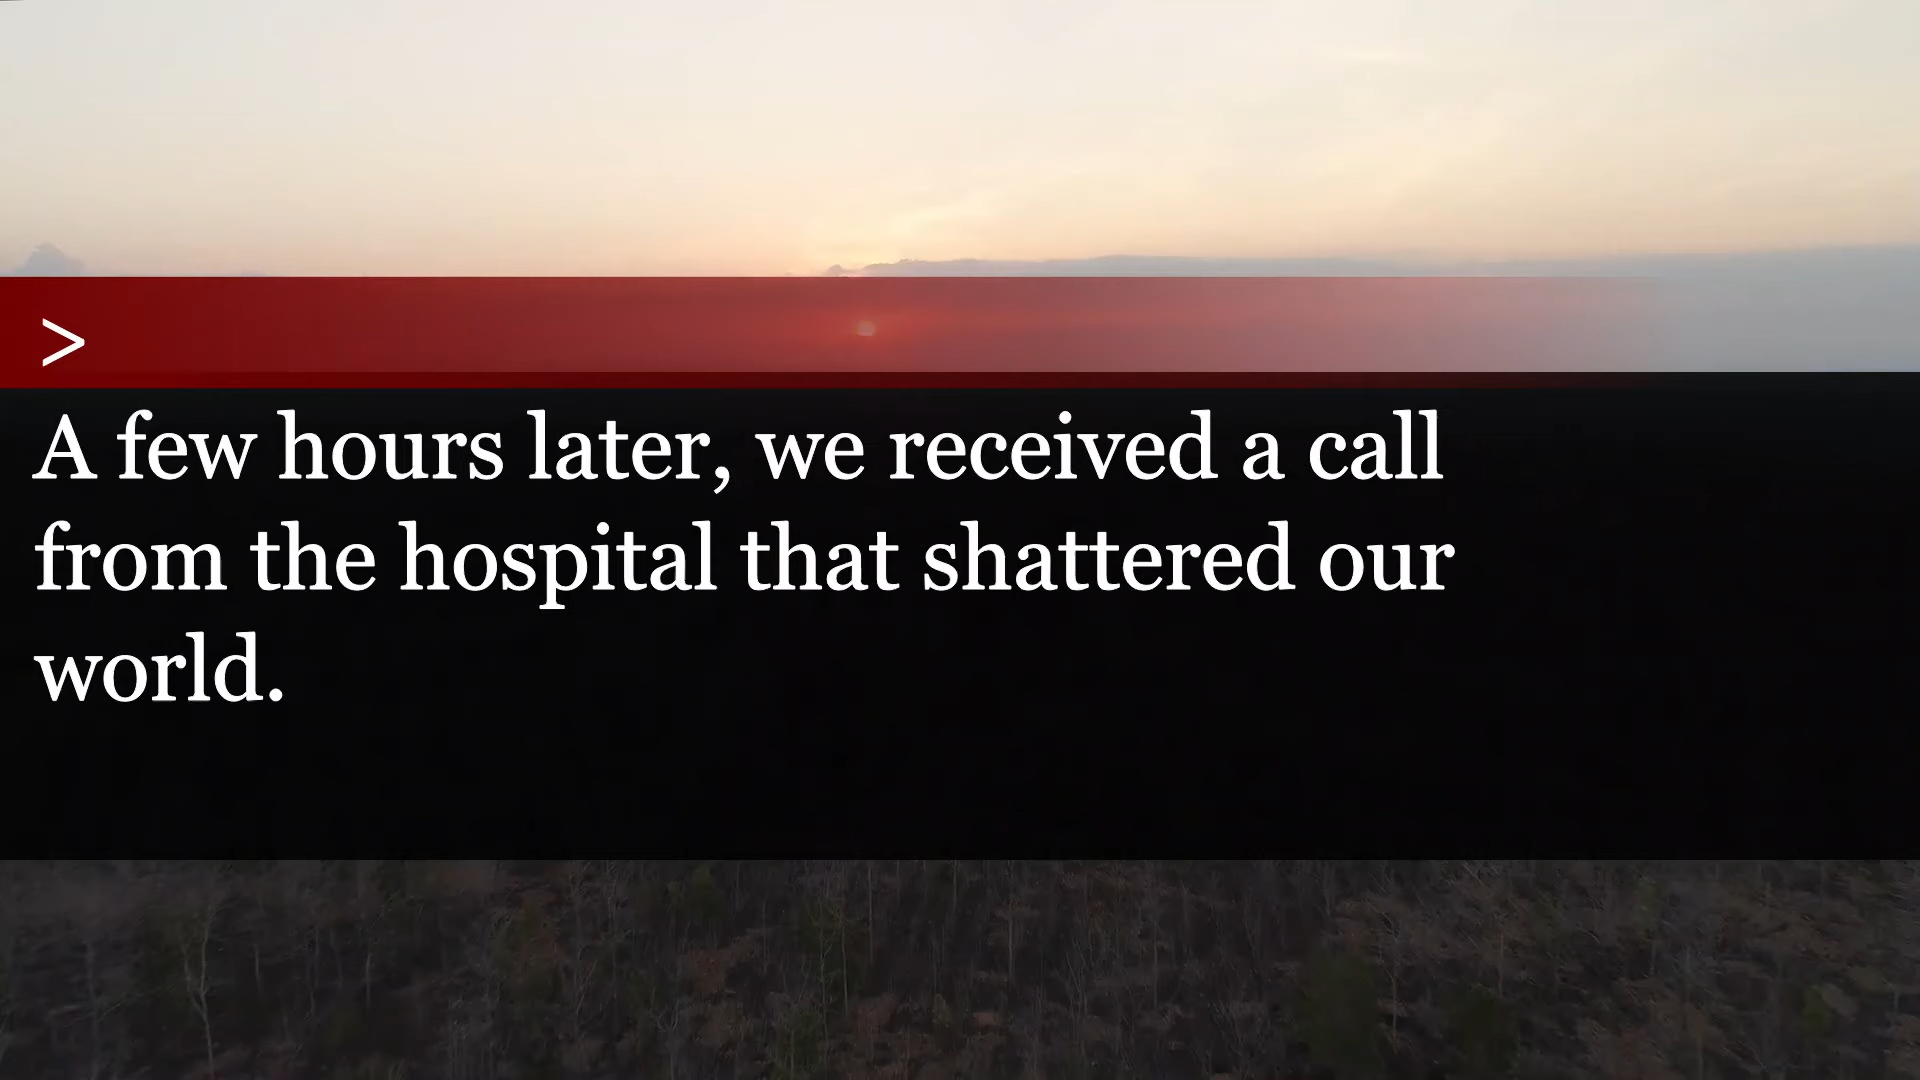 >
A few hours later, we received a call
from the hospital that shattered our
world.